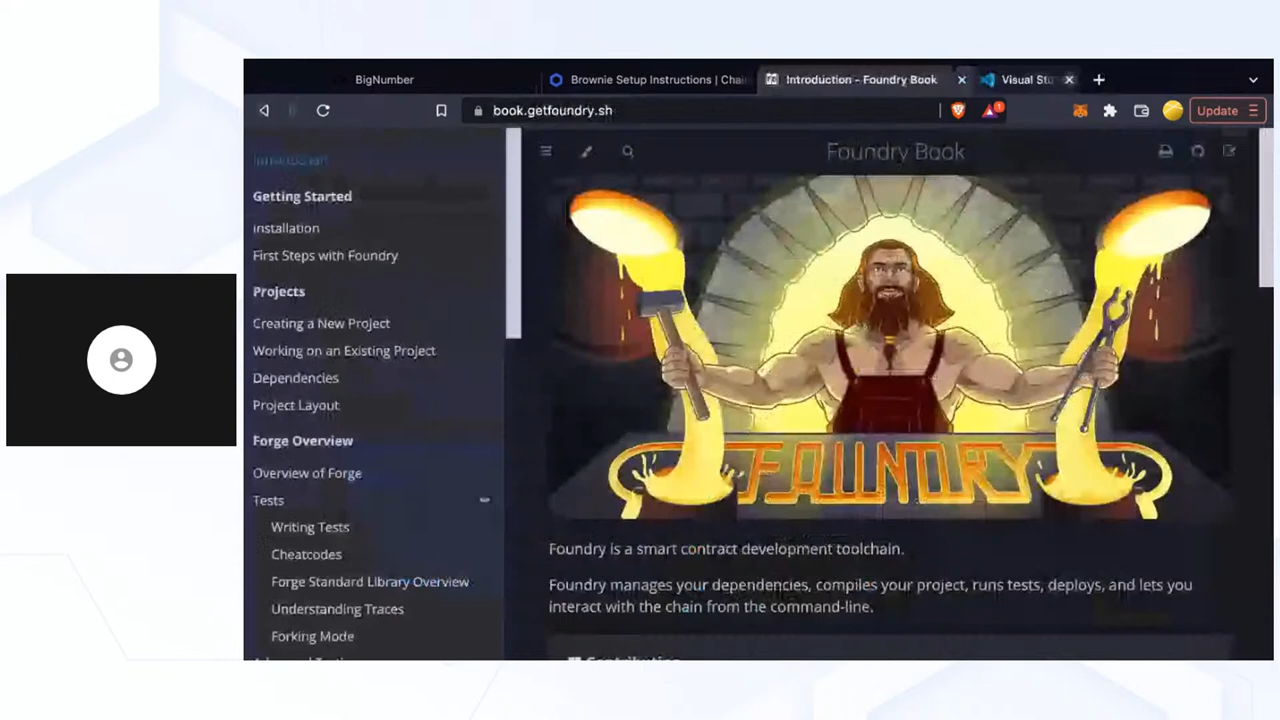 BigNumber
Brownie Setup Instructions | Chai
Introduction - Foundry Book
Visual Stu
book.getfoundry.sh
1
Update
Introduction
Foundry Book
Getting Started
Installation
First Steps with Foundry
Projects
Creating a New Project
Working on an Existing Project
Dependencies
Project Layout
Forge Overview
Overview of Forge
Tests
Writing Tests
Cheatcodes
Forge Standard Library Overview
Understanding Traces
Forking Mode
FOUNDRY
Foundry is a smart contract development toolchain.
Foundry manages your dependencies, compiles your project, runs tests, deploys, and lets you
interact with the chain from the command-line.